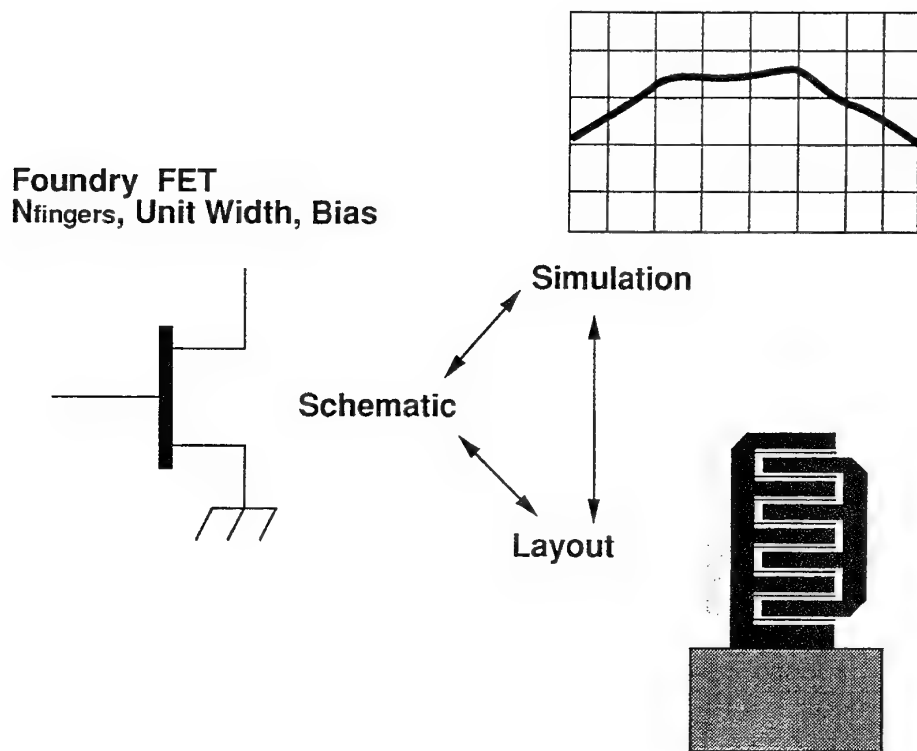 Foundry FET
Nfingers, Unit Width, Bias
Simulation
Schematic
Layout